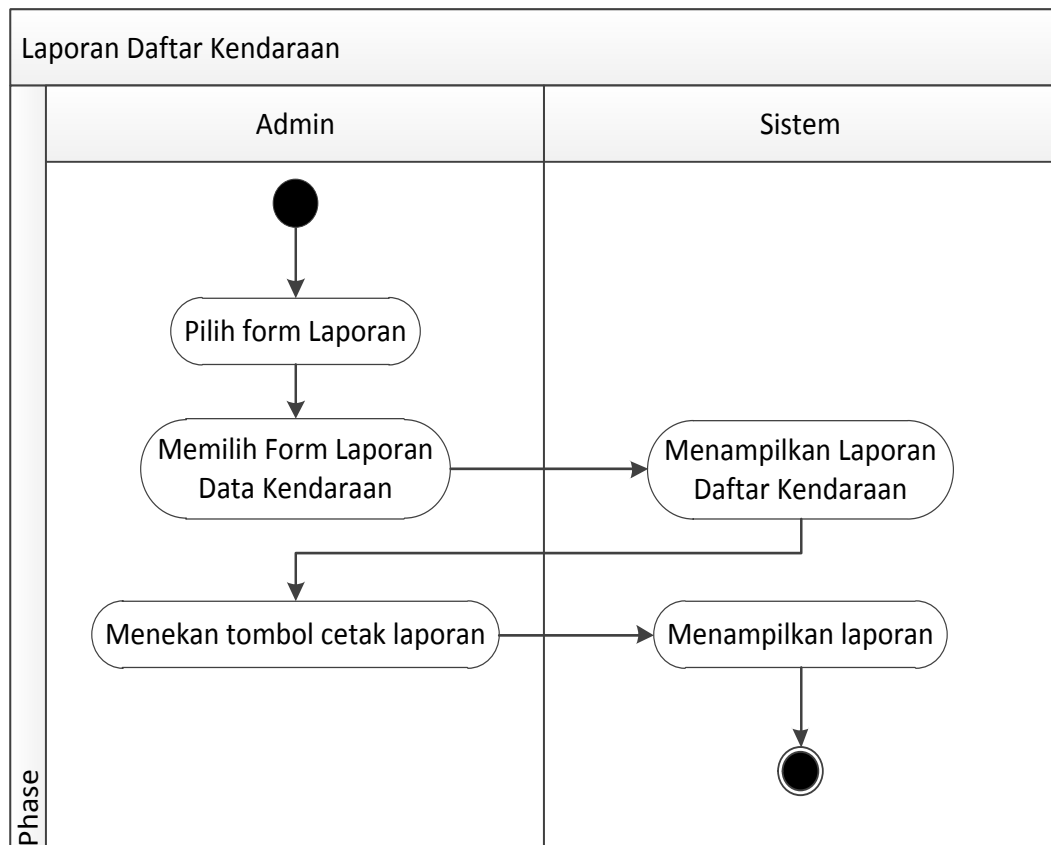 Laporan Daftar Kendaraan
Admin
Sistem
Pilih form Laporan
Memilih Form Laporan
Data Kendaraan
Menampilkan Laporan
Daftar Kendaraan
Menekan tombol cetak laporan
Menampilkan laporan
Phase